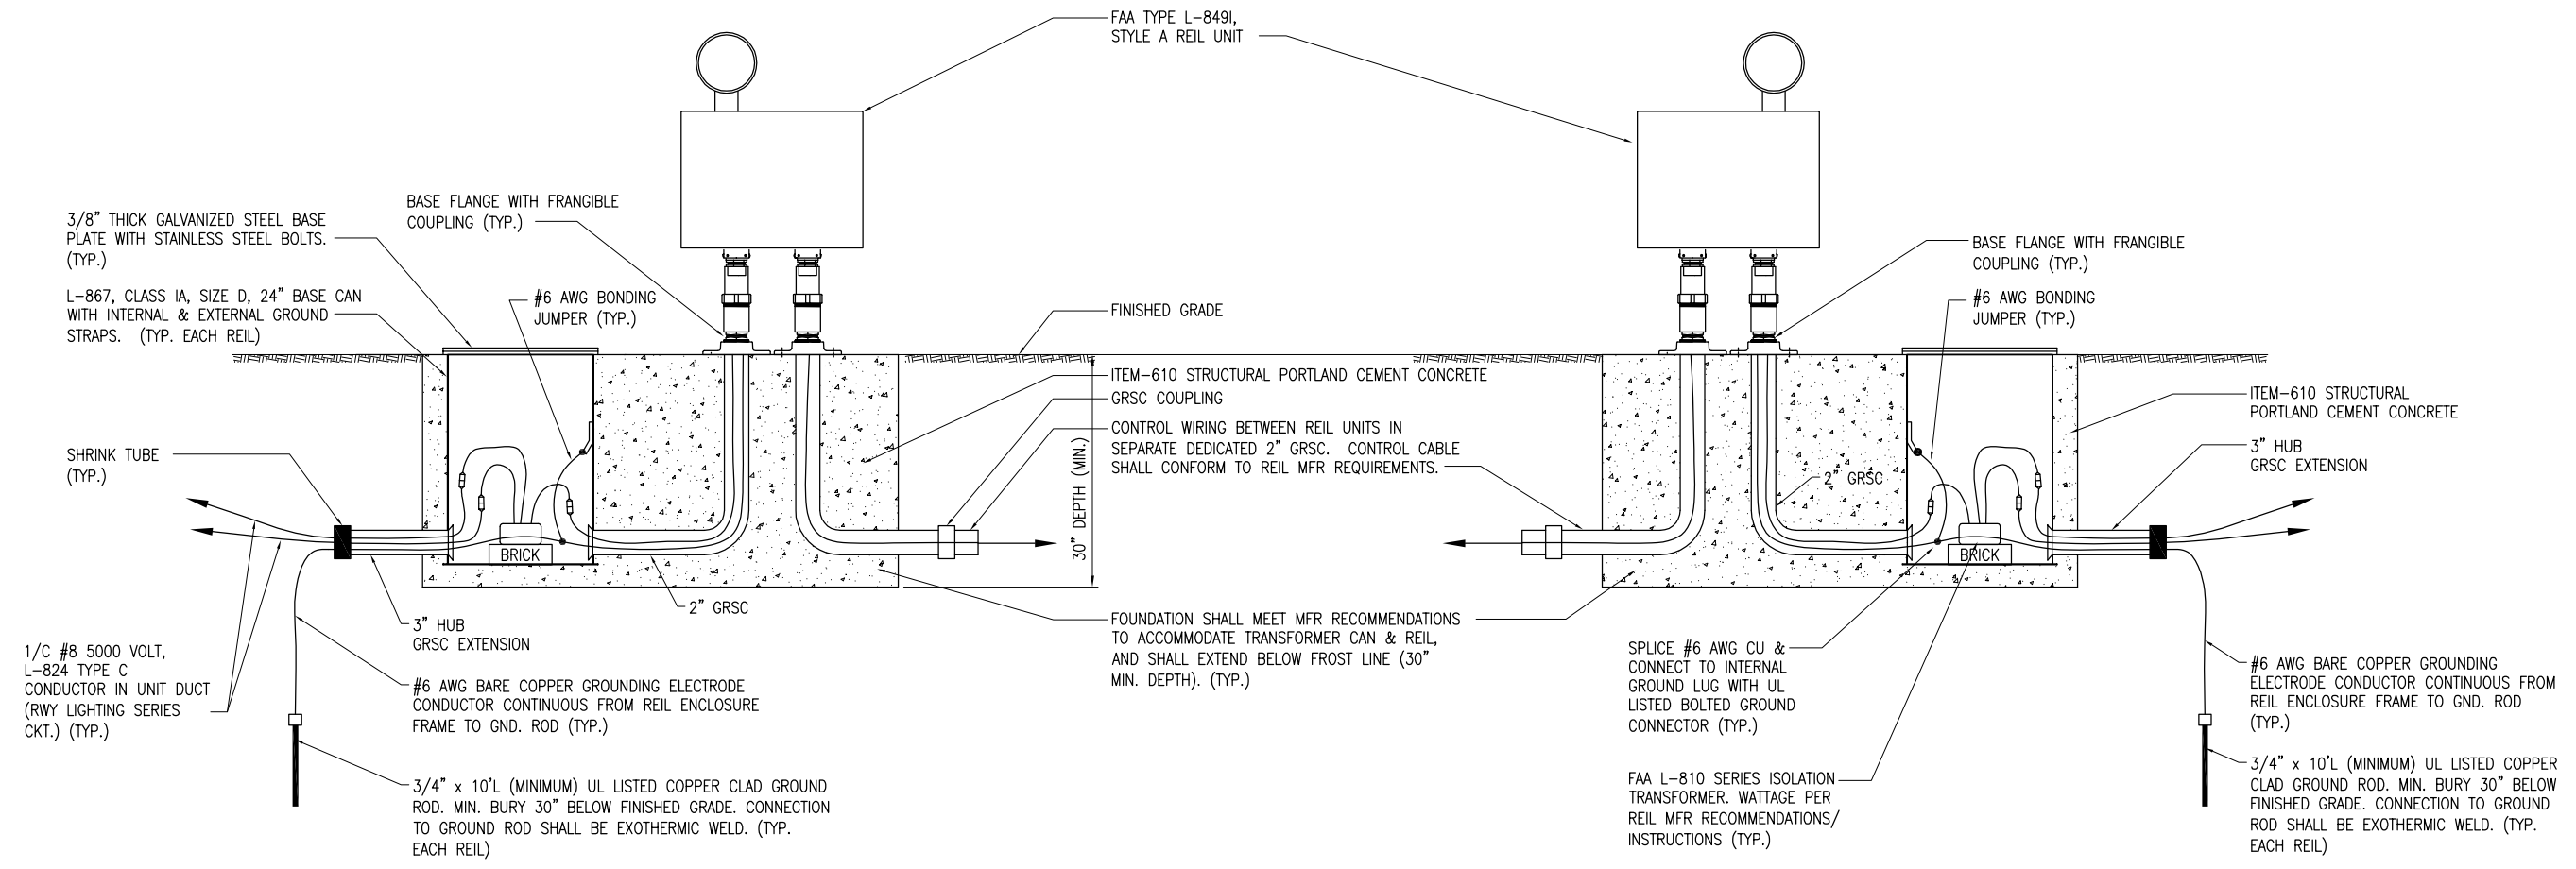 FAA TYPE L-849I,
STYLE A REIL UNIT
BASE FLANGE WITH FRANGIBLE
COUPLING (TYP.)
3/8" THICK GALVANIZED STEEL BASE
PLATE WITH STAINLESS STEEL BOLTS.
(TYP.)
L-867, CLASS IA, SIZE D, 24" BASE CAN
WITH INTERNAL & EXTERNAL GROUND
STRAPS. (TYP. EACH REIL)
#6 AWG BONDING
JUMPER (TYP.)
SHRINK TUBE
(TYP.)
BRICK
2" GRSC
3" HUB
GRSC EXTENSION
1/C #8 5000 VOLT,
L-824 TYPE C
CONDUCTOR IN UNIT DUCT
(RWY LIGHTING SERIES
CKT.) (TYP.)
#6 AWG BARE COPPER GROUNDING ELECTRODE
CONDUCTOR CONTINUOUS FROM REIL ENCLOSURE
FRAME TO GND. ROD (TYP.)
3/4" x 10'L (MINIMUM) UL LISTED COPPER CLAD GROUND
ROD. MIN. BURY 30" BELOW FINISHED GRADE. CONNECTION
TO GROUND ROD SHALL BE EXOTHERMIC WELD. (TYP.
EACH REIL)
FINISHED GRADE
ITEM-610 STRUCTURAL PORTLAND CEMENT CONCRETE
GRSC COUPLING
CONTROL WIRING BETWEEN REIL UNITS IN
SEPARATE DEDICATED 2" GRSC. CONTROL CABLE
SHALL CONFORM TO REIL MFR REQUIREMENTS.
30" DEPTH (MIN.)
FOUNDATION SHALL MEET MFR RECOMMENDATIONS
TO ACCOMMODATE TRANSFORMER CAN & REIL,
AND SHALL EXTEND BELOW FROST LINE (30"
MIN. DEPTH). (TYP.)
BASE FLANGE WITH FRANGIBLE
COUPLING (TYP.)
#6 AWG BONDING
JUMPER (TYP.)
ITEM-610 STRUCTURAL
PORTLAND CEMENT CONCRETE
3" HUB
GRSC EXTENSION
2" GRSC
BRICK
SPLICE #6 AWG CU &
CONNECT TO INTERNAL
GROUND LUG WITH UL
LISTED BOLTED GROUND
CONNECTOR (TYP.)
FAA L-810 SERIES ISOLATION
TRANSFORMER. WATTAGE PER
REIL MFR RECOMMENDATIONS/
INSTRUCTIONS (TYP.)
#6 AWG BARE COPPER GROUNDING
ELECTRODE CONDUCTOR CONTINUOUS FROM
REIL ENCLOSURE FRAME TO GND. ROD
(TYP.)
3/4" x 10'L (MINIMUM) UL LISTED COPPER
CLAD GROUND ROD. MIN. BURY 30" BELOW
FINISHED GRADE. CONNECTION TO GROUND
ROD SHALL BE EXOTHERMIC WELD. (TYP.
EACH REIL)